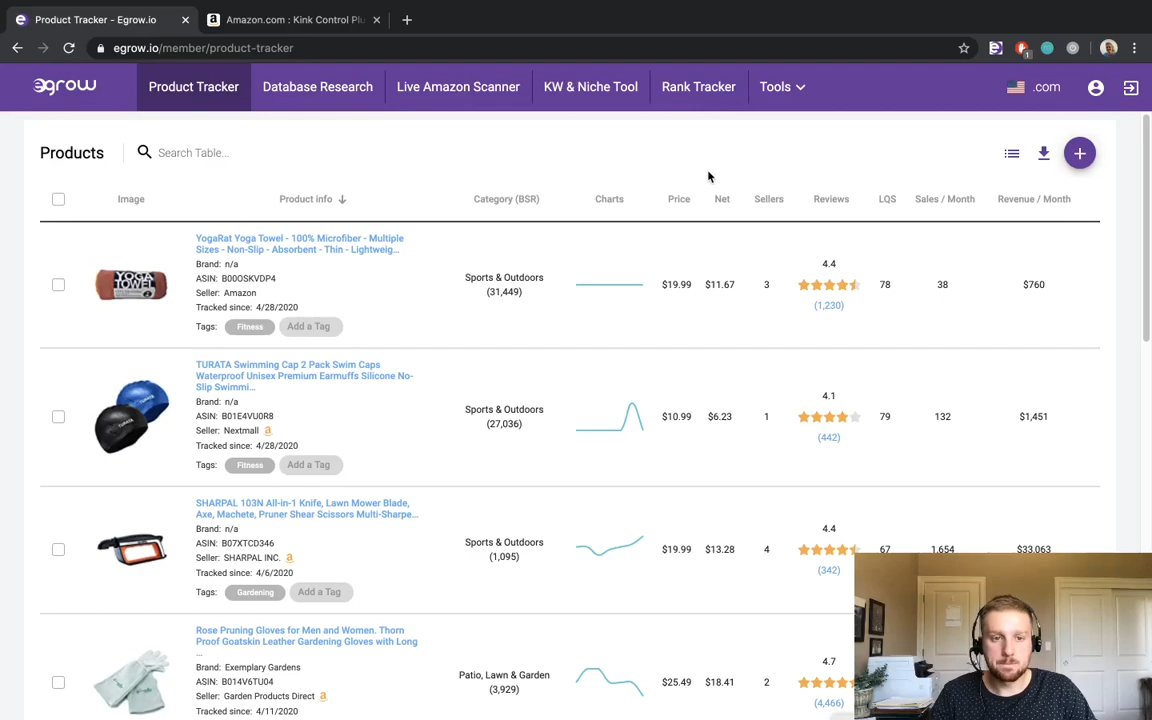 Product Tracker - Egrow.io
Amazon.com : Kink Control Plu
egrow.io/member/product-tracker
1
egrow
Product Tracker
Database Research
Live Amazon Scanner
KW & Niche Tool
Rank Tracker
Tools
.com
Products
Search Table...
Image
Product info
Category (BSR)
Charts
Price
Net
Sellers
Reviews
LQS
Sales / Month
Revenue / Month
YogaRat Yoga Towel - 100% Microfiber - Multiple
Sizes - Non-Slip - Absorbent - Thin - Lightweig...
Brand: n/a
ASIN: B00OSKVDP4
Seller: Amazon
Tracked since: 4/28/2020
Tags: Fitness Add a Tag
YOGA
TOWEL
Sports & Outdoors
(31,449)
$19.99
$11.67
3
4.4
(1,230)
78
38
$760
TURATA Swimming Cap 2 Pack Swim Caps
Waterproof Unisex Premium Earmuffs Silicone No-
Slip Swimmi...
Brand: n/a
ASIN: B01E4VU0R8
Seller: Nextmall
Tracked since: 4/28/2020
Tags: Fitness Add a Tag
Sports & Outdoors
(27,036)
$10.99
$6.23
1
4.1
(442)
79
132
$1,451
SHARPAL 103N All-in-1 Knife, Lawn Mower Blade,
Axe, Machete, Pruner Shear Scissors Multi-Sharpe...
Brand: n/a
ASIN: B07XTCD346
Seller: SHARPAL INC.
Tracked since: 4/6/2020
Tags: Gardening Add a Tag
Sports & Outdoors
(1,095)
$19.99
$13.28
4
4.4
(342)
67
1,654
$33,063
Rose Pruning Gloves for Men and Women. Thorn
Proof Goatskin Leather Gardening Gloves with Long
...
Brand: Exemplary Gardens
ASIN: B014V6TU04
Seller: Garden Products Direct
Tracked since: 4/11/2020
Patio, Lawn & Garden
(3,929)
$25.49
$18.41
2
4.7
(4,466)